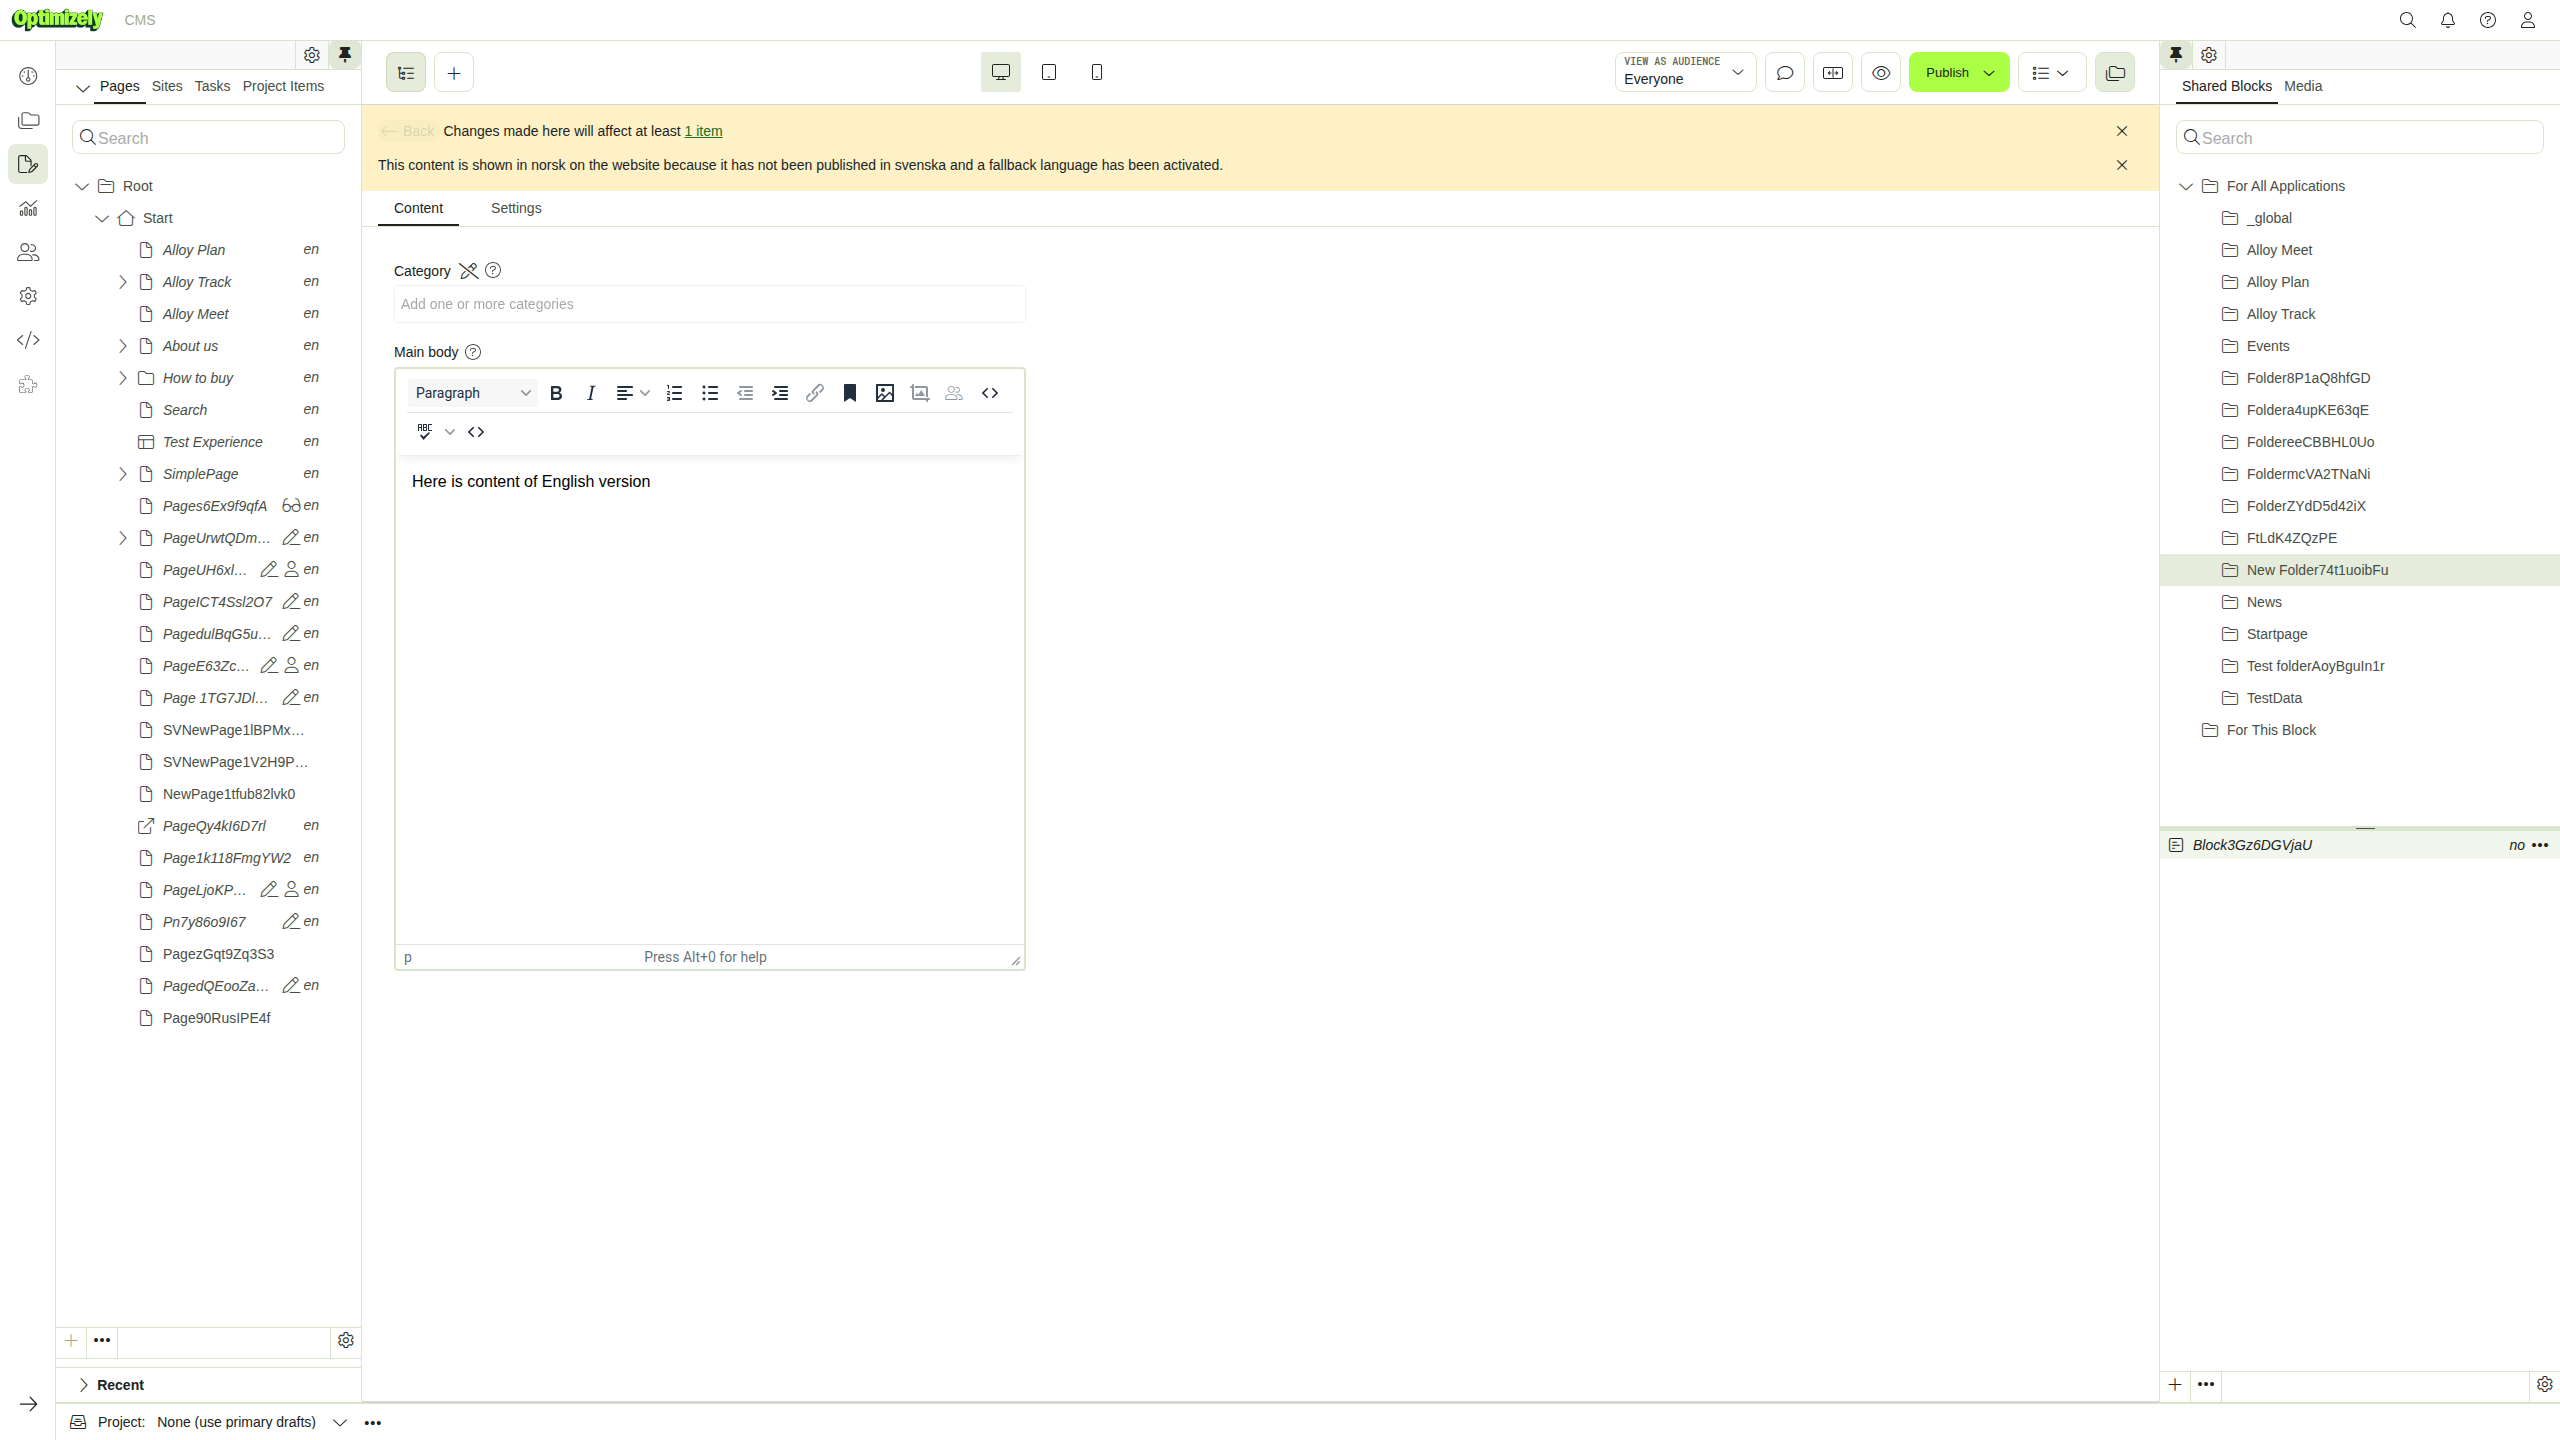 Optimizely CMS
Pages Sites Tasks Project Items
Search
Root
Start
Alloy Plan en
Alloy Track en
Alloy Meet en
About us en
How to buy en
Search en
Test Experience en
SimplePage en
Pages6Ex9f9qfA en
PageUrwtQDm... en
PageUH6xl... en
PageICT4Ssl2O7 en
PagedulBqG5u... en
PageE63Zc... en
Page 1TG7JDl... en
SVNewPage1lBPMx...
SVNewPage1V2H9P...
NewPage1tfub82lvk0
PageQy4kI6D7rl en
Page1k118FmgYW2 en
PageLjoKP... en
Pn7y86o9I67 en
PagezGqt9Zq3S3
PagedQEooZa... en
Page90RusIPE4f
Recent
Project: None (use primary drafts)
VIEW AS AUDIENCE
Everyone
Publish
Back Changes made here will affect at least 1 item
This content is shown in norsk on the website because it has not been published in svenska and a fallback language has been activated.
Content Settings
Category
Add one or more categories
Main body
Paragraph
Here is content of English version
p Press Alt+0 for help
Shared Blocks Media
Search
For All Applications
_global
Alloy Meet
Alloy Plan
Alloy Track
Events
Folder8P1aQ8hfGD
Foldera4upKE63qE
FoldereeCBBHL0Uo
FoldermcVA2TNaNi
FolderZYdD5d42iX
FtLdK4ZQzPE
New Folder74t1uoibFu
News
Startpage
Test folderAoyBguIn1r
TestData
For This Block
Block3Gz6DGVjaU no